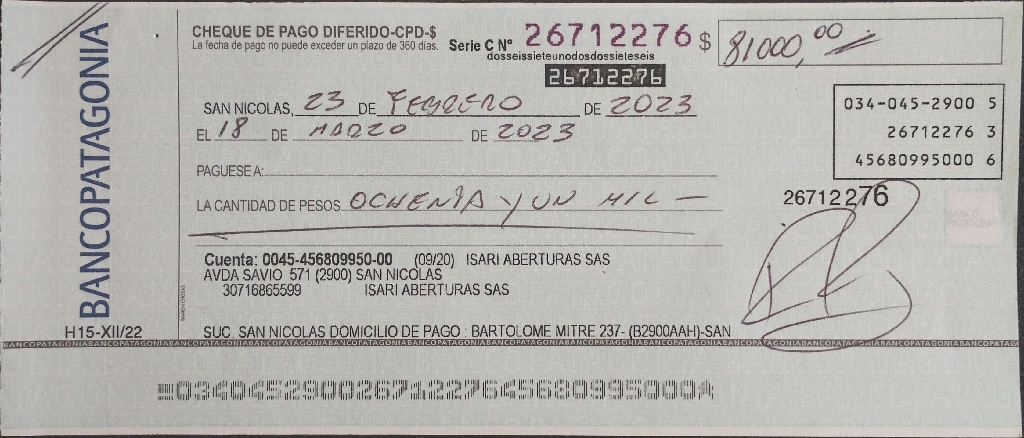 BANCOPATAGONIA
H15-XII/22
CHEQUE DE PAGO DIFERIDO-CPD-$
La fecha de pago no puede exceder un plazo de 360 días.
Serie C Nº 26712276 $ 81000,00
dosseissieteunodosdossieteseis
26712276
SAN NICOLAS, 23 DE FEBRERO DE 2023
EL 18 DE MARZO DE 2023
034-045-2900 5
26712276 3
45680995000 6
PAGUESE A:
LA CANTIDAD DE PESOS OCHENTA Y UN MIL —
26712276
Cuenta: 0045-456809950-00 (09/20) ISARI ABERTURAS SAS
AVDA SAVIO 571 (2900) SAN NICOLAS
30716865599 ISARI ABERTURAS SAS
SUC. SAN NICOLAS DOMICILIO DE PAGO : BARTOLOME MITRE 237- (B2900AAH)-SAN
BANCOPATAGONIABANCOPATAGONIABANCOPATAGONIABANCOPATAGONIABANCOPATAGONIABANCOPATAGONIABANCOPATAGONIABANCOPATAGONIABANCOPATAGONIABANCOPATAGONIABANCOPATAGONIABANCOPATAGONIABANCOPATAGONIA
03404529002671227645680995000